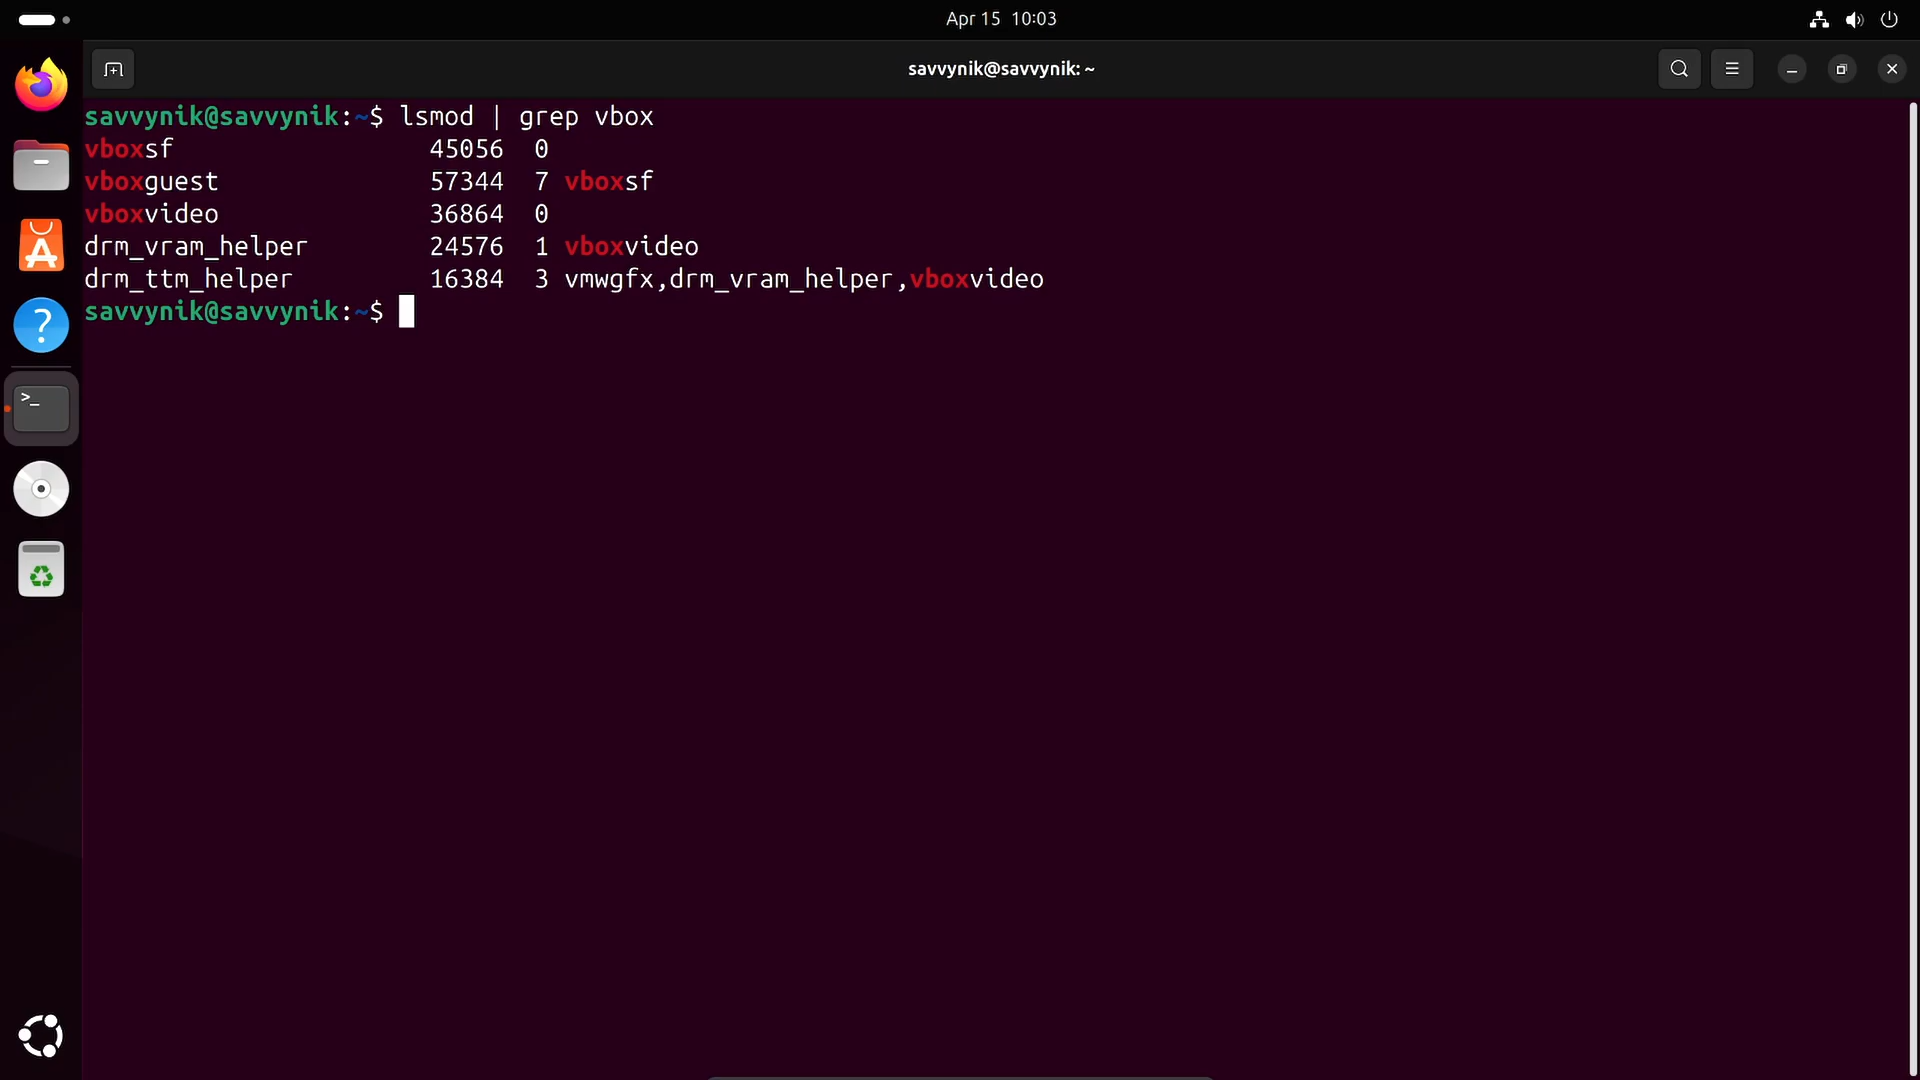 Apr 15 10:03
savvynik@savvynik: ~
savvynik@savvynik:~$ lsmod | grep vbox
vboxsf 45056 0
vboxguest 57344 7 vboxsf
vboxvideo 36864 0
drm_vram_helper 24576 1 vboxvideo
drm_ttm_helper 16384 3 vmwgfx,drm_vram_helper,vboxvideo
savvynik@savvynik:~$